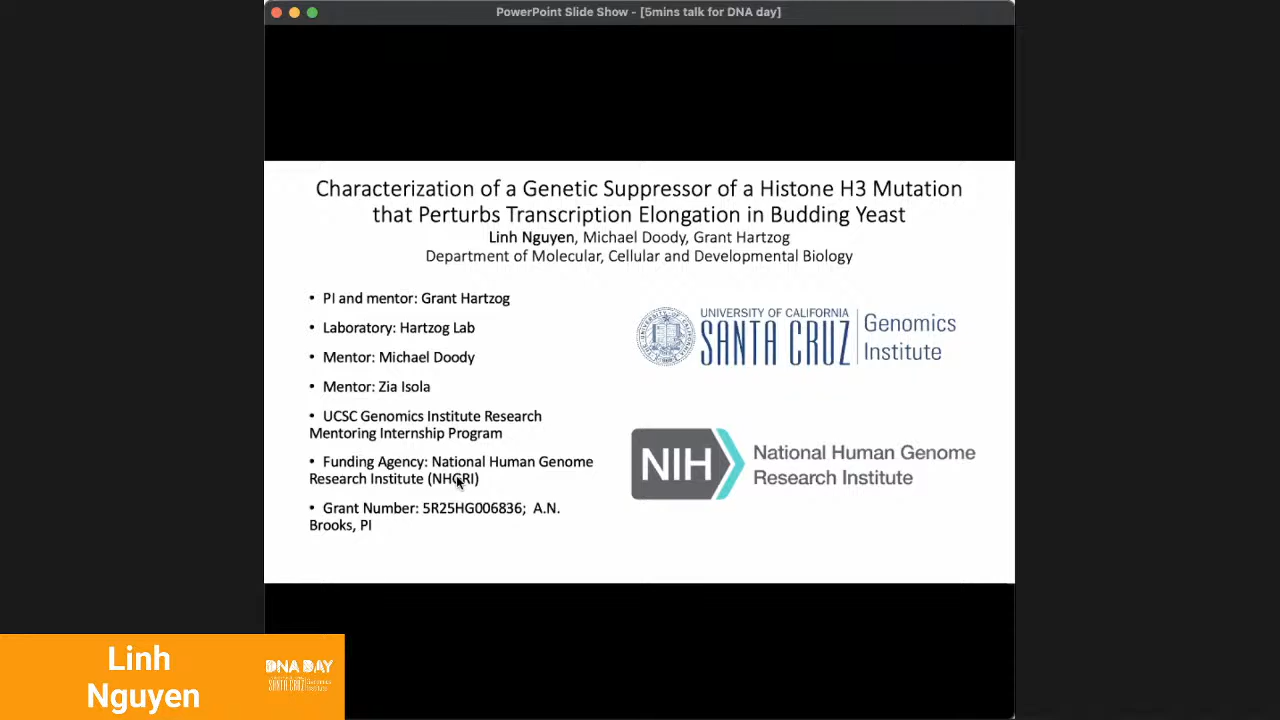 PowerPoint Slide Show - [5mins talk for DNA day]
Characterization of a Genetic Suppressor of a Histone H3 Mutation
that Perturbs Transcription Elongation in Budding Yeast
Linh Nguyen, Michael Doody, Grant Hartzog
Department of Molecular, Cellular and Developmental Biology
• PI and mentor: Grant Hartzog
• Laboratory: Hartzog Lab
• Mentor: Michael Doody
• Mentor: Zia Isola
• UCSC Genomics Institute Research
Mentoring Internship Program
• Funding Agency: National Human Genome
Research Institute (NHGRI)
• Grant Number: 5R25HG006836; A.N.
Brooks, PI
UNIVERSITY OF CALIFORNIA
SANTA CRUZ
Genomics
Institute
NIH
National Human Genome
Research Institute
Linh
Nguyen
DNA DAY
SANTA CRUZ
Genomics
Institute